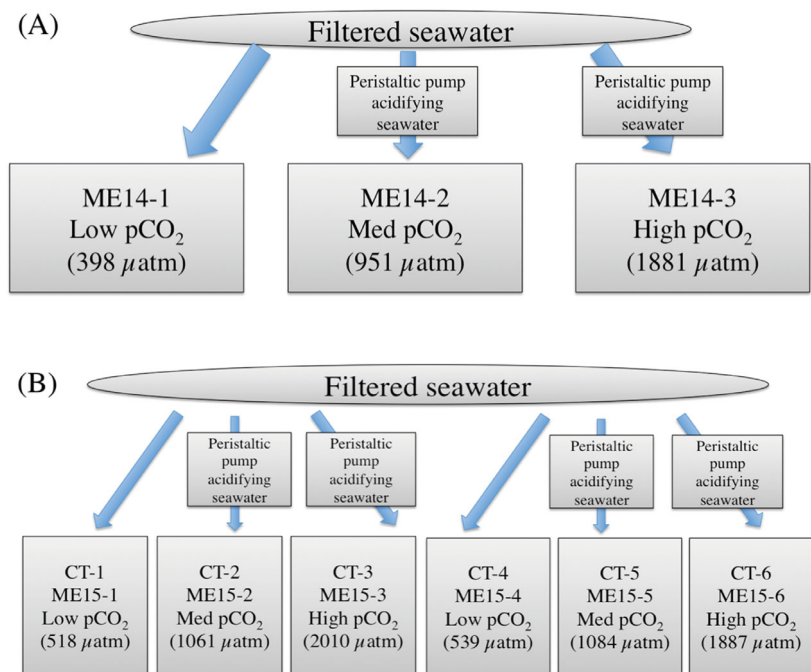 (A)
Filtered seawater
Peristaltic pump
acidifying
seawater
Peristaltic pump
acidifying
seawater
ME14-1
Low pCO₂
(398 µatm)
ME14-2
Med pCO₂
(951 µatm)
ME14-3
High pCO₂
(1881 µatm)
(B)
Filtered seawater
Peristaltic
pump
acidifying
seawater
Peristaltic
pump
acidifying
seawater
Peristaltic
pump
acidifying
seawater
Peristaltic
pump
acidifying
seawater
CT-1
ME15-1
Low pCO₂
(518 µatm)
CT-2
ME15-2
Med pCO₂
(1061 µatm)
CT-3
ME15-3
High pCO₂
(2010 µatm)
CT-4
ME15-4
Low pCO₂
(539 µatm)
CT-5
ME15-5
Med pCO₂
(1084 µatm)
CT-6
ME15-6
High pCO₂
(1887 µatm)